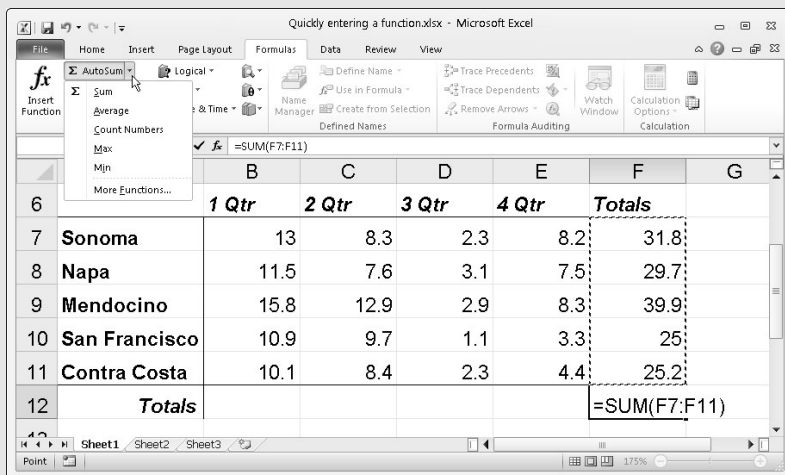 Quickly entering a function.xlsx - Microsoft Excel
File Home Insert Page Layout Formulas Data Review View
fx Insert Function
Σ AutoSum
Logical
& Time
Name Manager
Define Name
Use in Formula
Create from Selection
Defined Names
Trace Precedents
Trace Dependents
Remove Arrows
Formula Auditing
Watch Window
Calculation Options
Calculation
Σ Sum
Average
Count Numbers
Max
Min
More Functions...
fx =SUM(F7:F11)
B C D E F G
6 1 Qtr 2 Qtr 3 Qtr 4 Qtr Totals
7 Sonoma 13 8.3 2.3 8.2 31.8
8 Napa 11.5 7.6 3.1 7.5 29.7
9 Mendocino 15.8 12.9 2.9 8.3 39.9
10 San Francisco 10.9 9.7 1.1 3.3 25
11 Contra Costa 10.1 8.4 2.3 4.4 25.2
12 Totals =SUM(F7:F11)
Sheet1 Sheet2 Sheet3
Point 175%